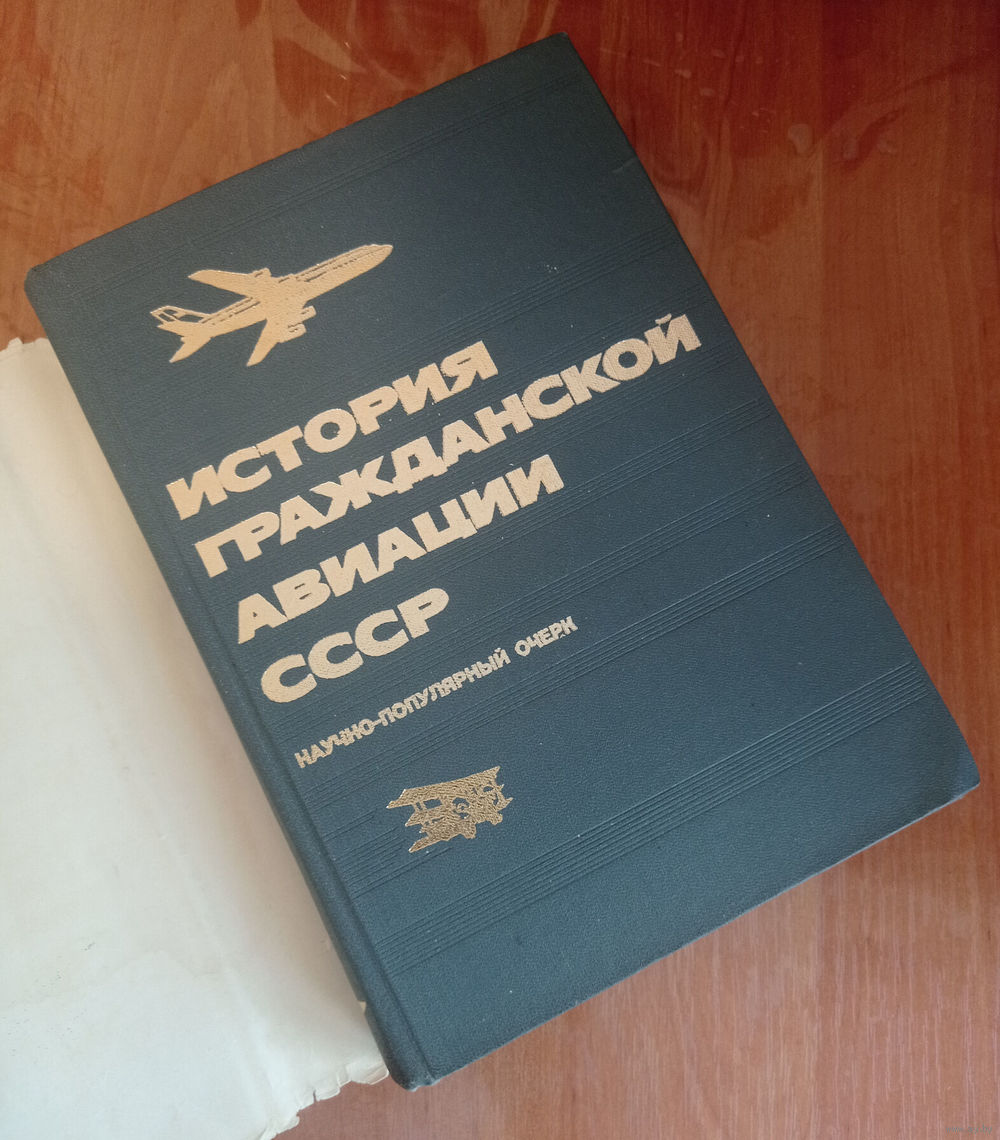 ИСТОРИЯ
ГРАЖДАНСКОЙ
АВИАЦИИ
СССР
НАУЧНО-ПОПУЛЯРНЫЙ ОЧЕРК